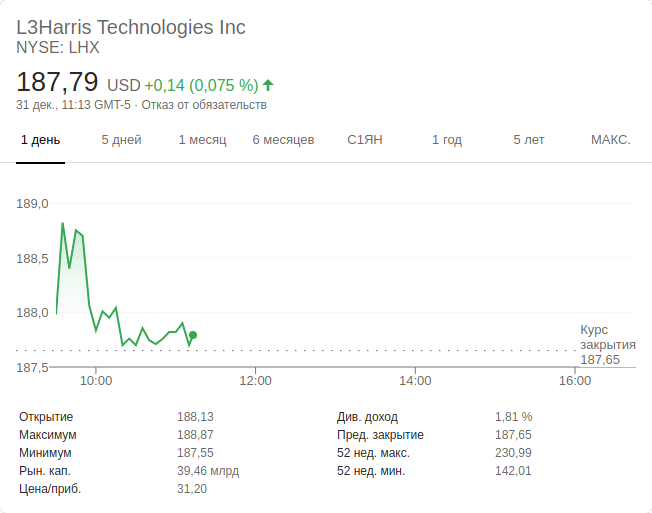 L3Harris Technologies Inc
NYSE: LHX
187,79 USD +0,14 (0,075 %)
31 дек., 11:13 GMT-5 · Отказ от обязательств
1 день 5 дней 1 месяц 6 месяцев С1ЯН 1 год 5 лет МАКС.
189,0
188,5
188,0
187,5
Курс
закрытия
187,65
10:00 12:00 14:00 16:00
Открытие 188,13 Див. доход 1,81 %
Максимум 188,87 Пред. закрытие 187,65
Минимум 187,55 52 нед. макс. 230,99
Рын. кап. 39,46 млрд 52 нед. мин. 142,01
Цена/приб. 31,20